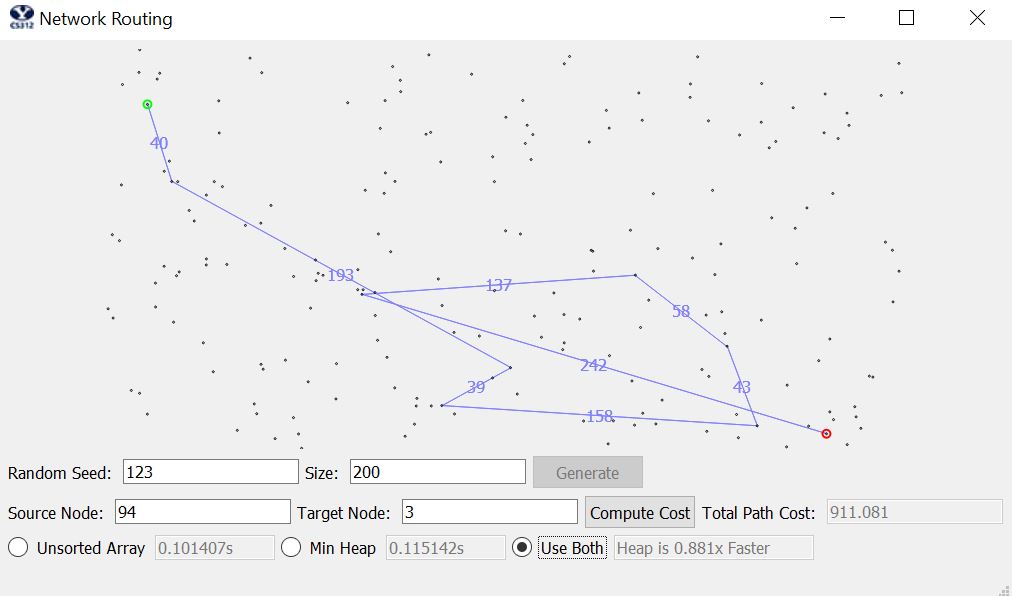 CS312 Network Routing
40
193
137
58
242
39
43
158
Random Seed: 123 Size: 200 Generate
Source Node: 94 Target Node: 3 Compute Cost Total Path Cost: 911.081
Unsorted Array 0.101407s Min Heap 0.115142s Use Both Heap is 0.881x Faster